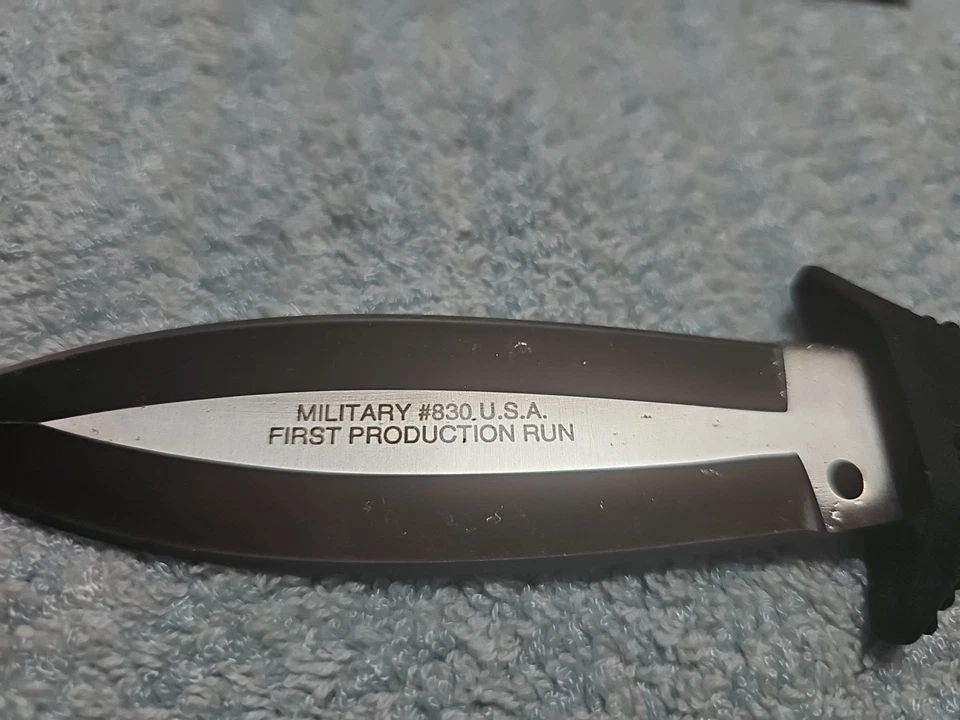 MILITARY #830 U.S.A.
FIRST PRODUCTION RUN